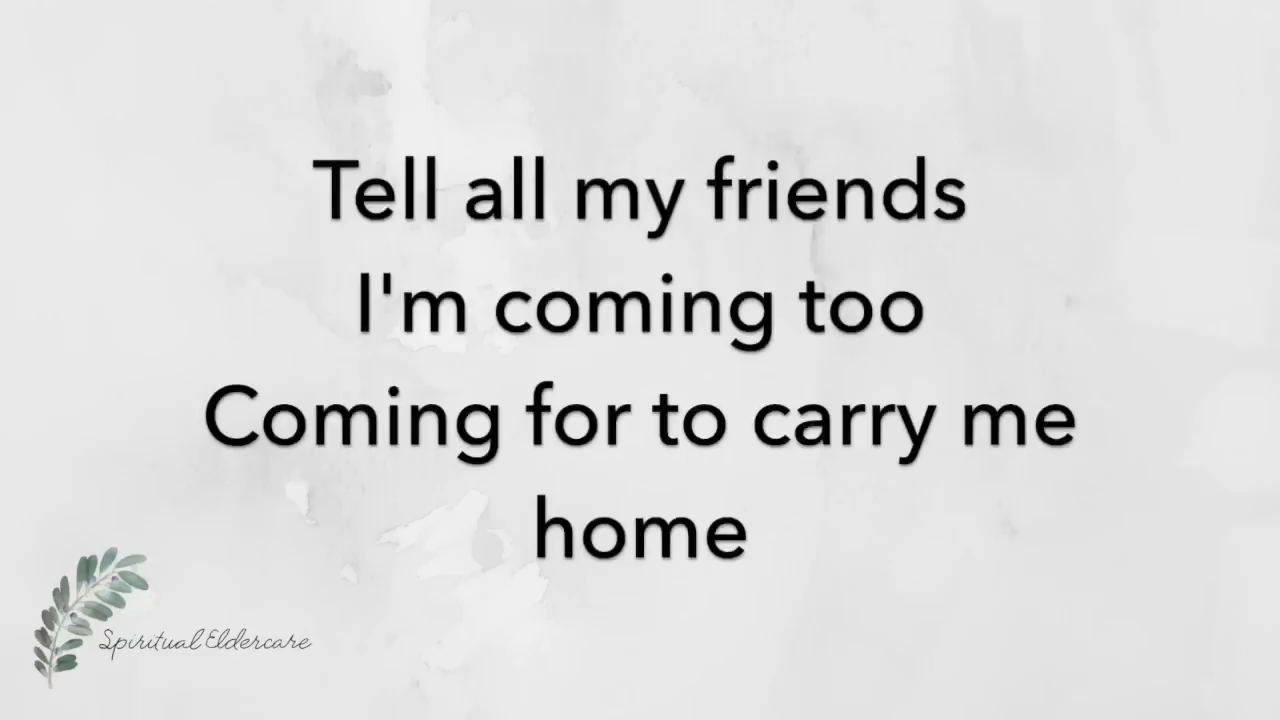 Tell all my friends
I'm coming too
Coming for to carry me
home
Spiritual Eldercare